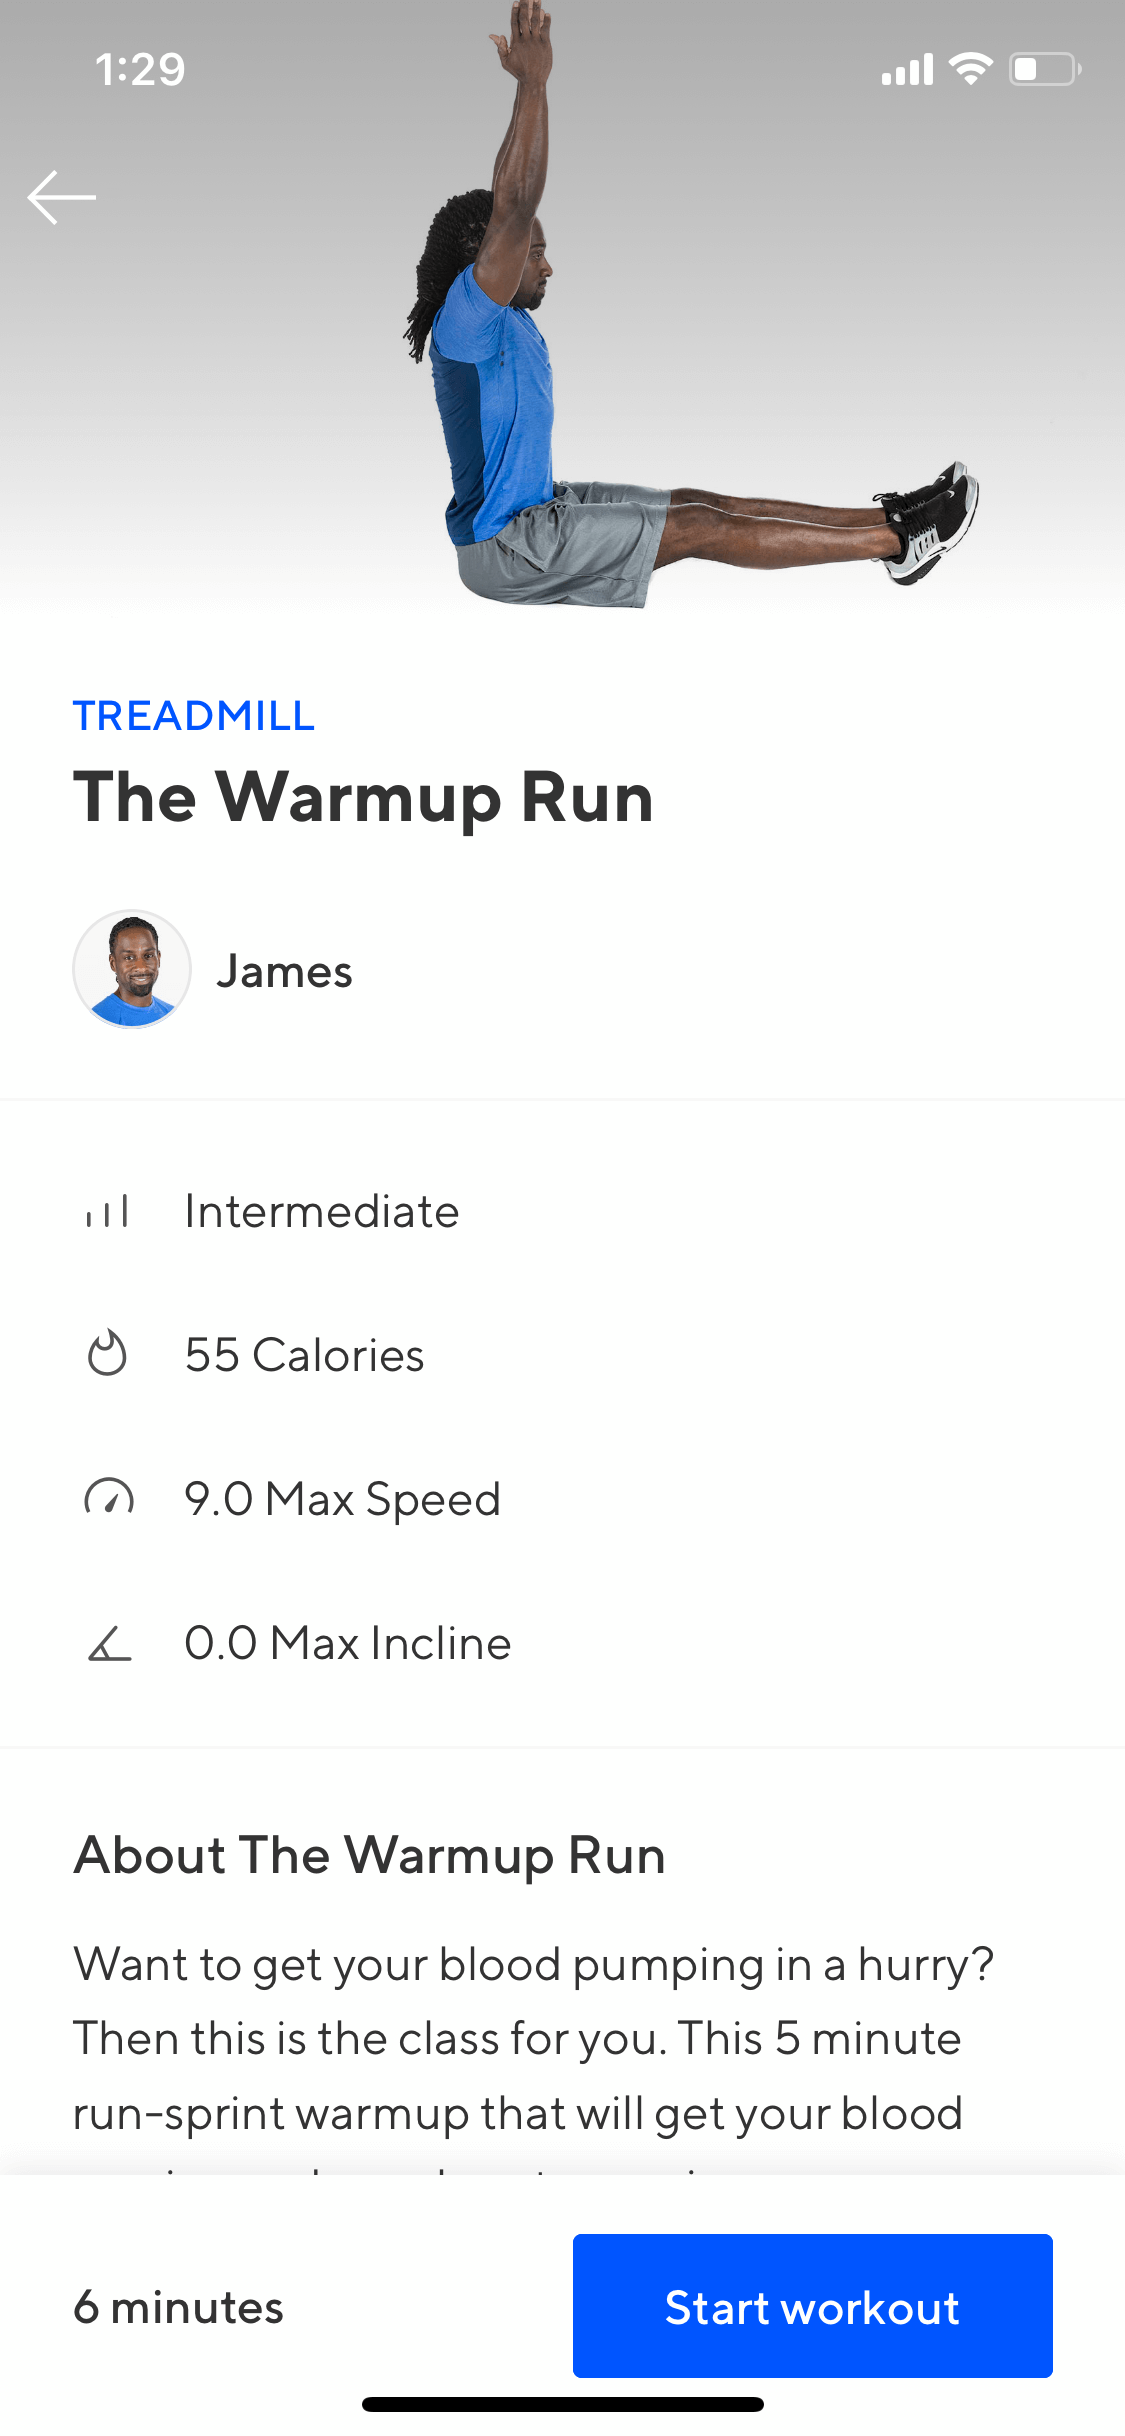 1:29
TREADMILL
The Warmup Run
James
Intermediate
55 Calories
9.0 Max Speed
0.0 Max Incline
About The Warmup Run
Want to get your blood pumping in a hurry?
Then this is the class for you. This 5 minute
run-sprint warmup that will get your blood
6 minutes
Start workout